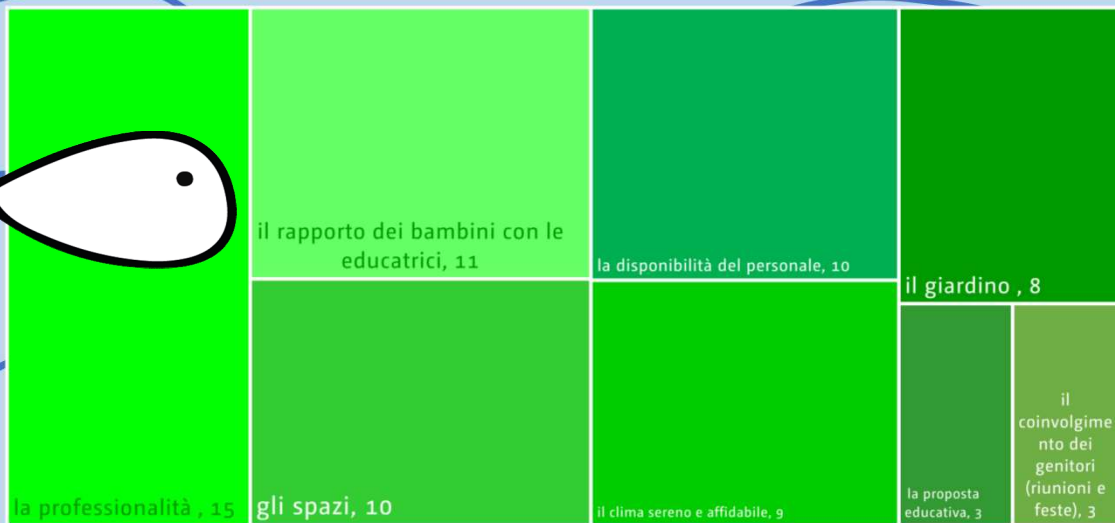 il rapporto dei bambini con le
educatrici, 11
la disponibilità del personale, 10
il giardino , 8
la professionalità , 15
gli spazi, 10
il clima sereno e affidabile, 9
la proposta
educativa, 3
il
coinvolgime
nto dei
genitori
(riunioni e
feste), 3